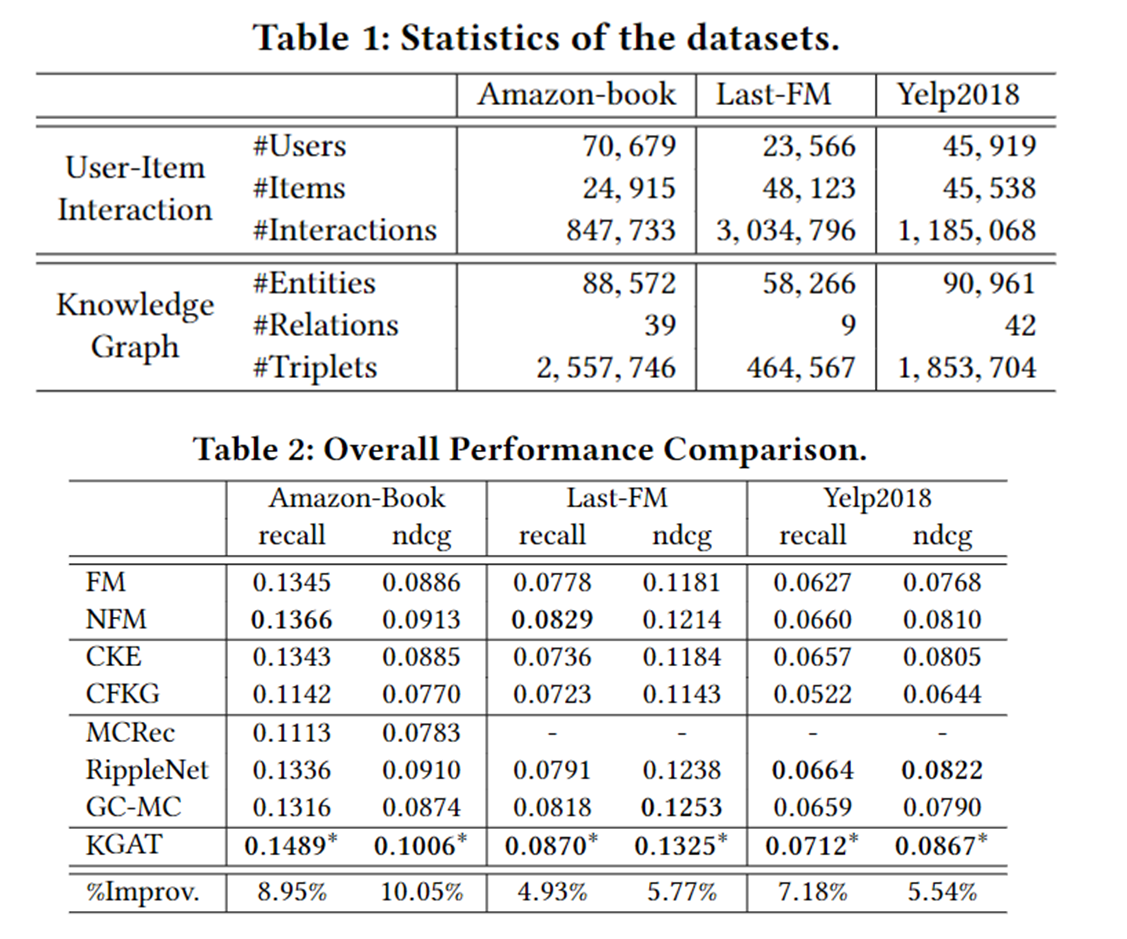 Table 1: Statistics of the datasets.
Amazon-book Last-FM Yelp2018
User-Item Interaction
#Users 70, 679 23, 566 45, 919
#Items 24, 915 48, 123 45, 538
#Interactions 847, 733 3, 034, 796 1, 185, 068
Knowledge Graph
#Entities 88, 572 58, 266 90, 961
#Relations 39 9 42
#Triplets 2, 557, 746 464, 567 1, 853, 704
Table 2: Overall Performance Comparison.
Amazon-Book Last-FM Yelp2018
recall ndcg recall ndcg recall ndcg
FM 0.1345 0.0886 0.0778 0.1181 0.0627 0.0768
NFM 0.1366 0.0913 0.0829 0.1214 0.0660 0.0810
CKE 0.1343 0.0885 0.0736 0.1184 0.0657 0.0805
CFKG 0.1142 0.0770 0.0723 0.1143 0.0522 0.0644
MCRec 0.1113 0.0783 - - - -
RippleNet 0.1336 0.0910 0.0791 0.1238 0.0664 0.0822
GC-MC 0.1316 0.0874 0.0818 0.1253 0.0659 0.0790
KGAT 0.1489* 0.1006* 0.0870* 0.1325* 0.0712* 0.0867*
%Improv. 8.95% 10.05% 4.93% 5.77% 7.18% 5.54%